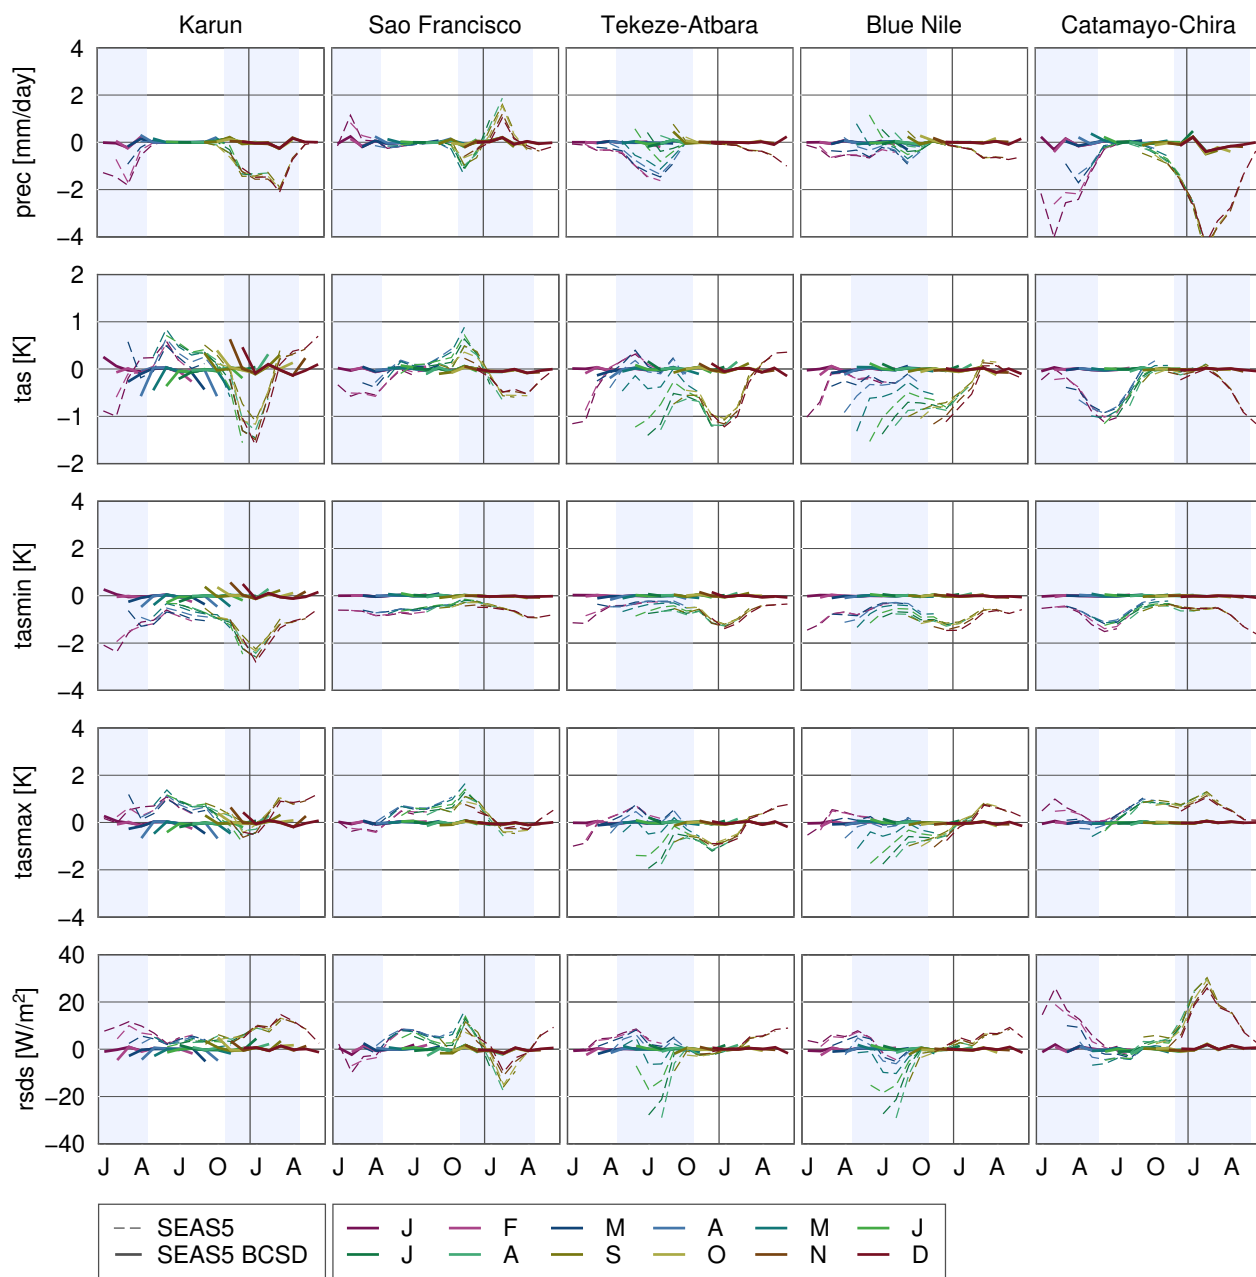 Karun Sao Francisco Tekeze-Atbara Blue Nile Catamayo-Chira
prec [mm/day]
4
2
0
−2
−4
tas [K]
2
1
0
−1
−2
tasmin [K]
4
2
0
−2
−4
tasmax [K]
4
2
0
−2
−4
rsds [W/m²]
40
20
0
−20
−40
J A J O J A J A J O J A J A J O J A J A J O J A J A J O J A
SEAS5
SEAS5 BCSD
J F M A M J
J A S O N D